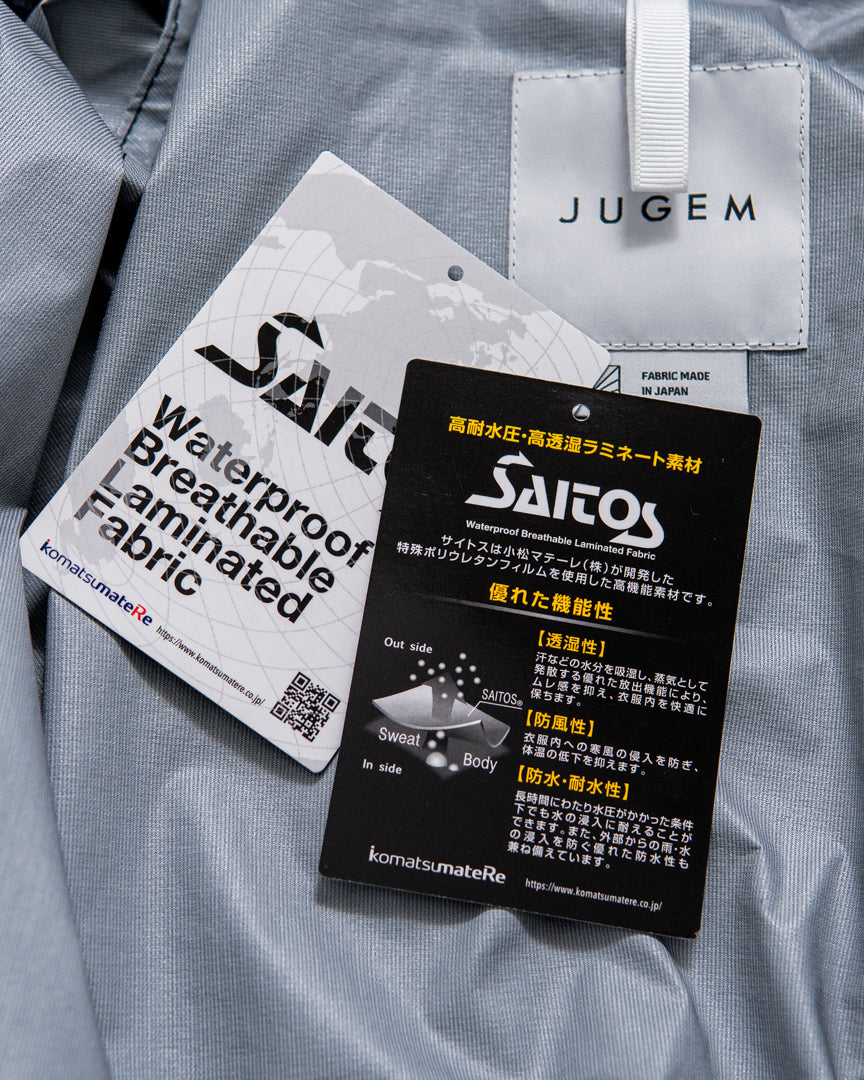 JUGEM
FABRIC MADE
IN JAPAN
Waterproof
Breathable
Laminated
Fabric
komatsumateRe
https://www.komatsumatere.co.jp/
高耐水圧・高透湿ラミネート素材
SAITOS
Waterproof Breathable Laminated Fabric
サイトスは小松マテーレ(株)が開発した
特殊ポリウレタンフィルムを使用した高機能素材です。
優れた機能性
Out side
SAITOS®
Sweat
Body
In side
【透湿性】
汗などの水分を吸湿し、蒸気として
発散する優れた放出機能により、
ムレ感を抑え、衣服内を快適に
保ちます。
【防風性】
衣服内への寒風の侵入を防ぎ、
体温の低下を抑えます。
【防水・耐水性】
長時間にわたり水圧がかかった条件
下でも水の浸入に耐えることが
できます。また、外部からの雨・水
の浸入を防ぐ優れた防水性も
兼ね備えています。
komatsumateRe
https://www.komatsumatere.co.jp/